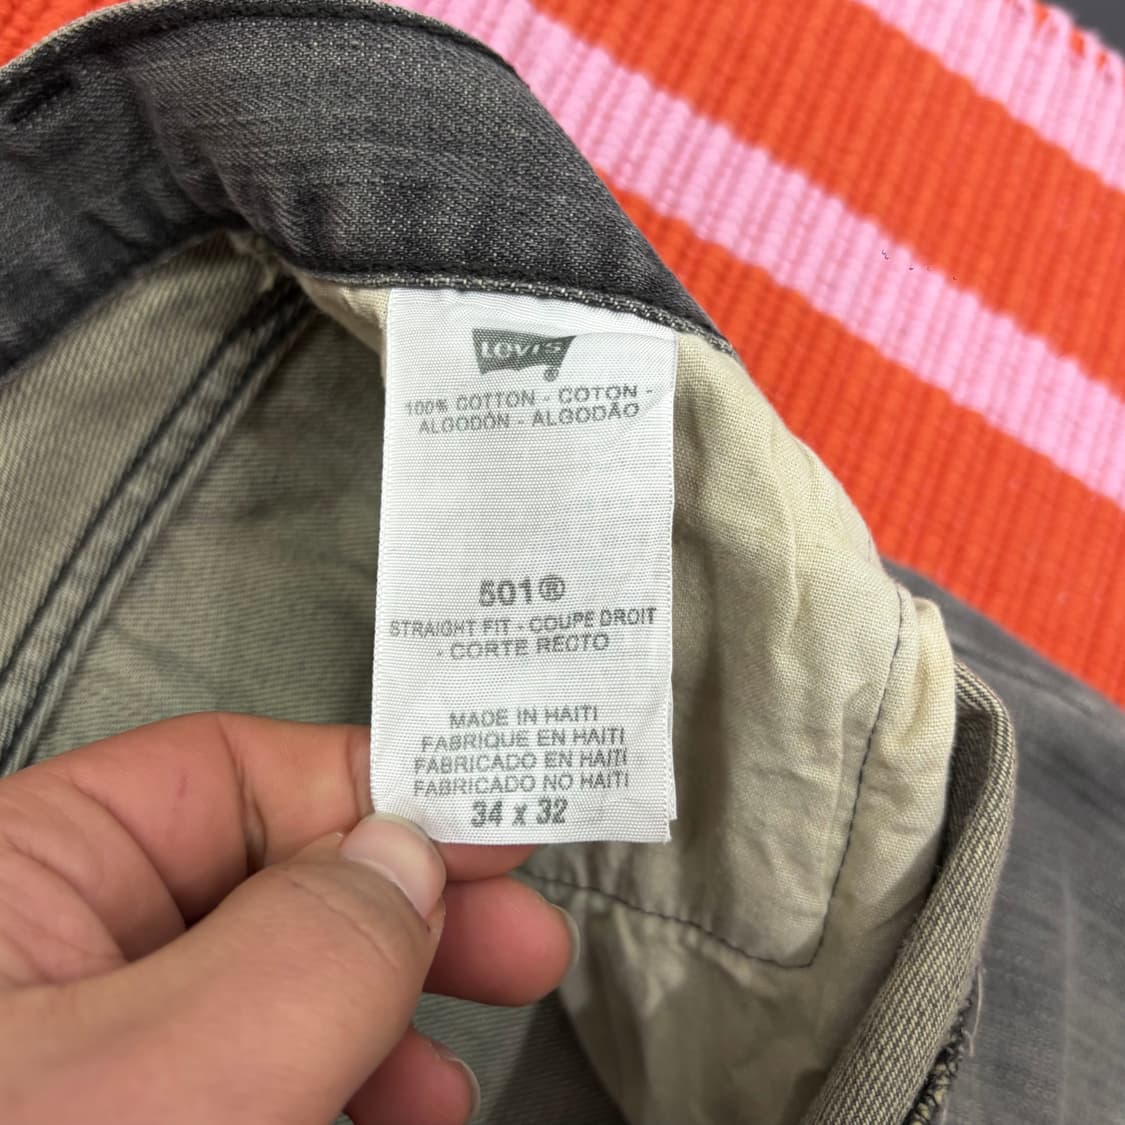 LOVI'S
®
100% COTTON - COTON -
ALGODÓN - ALGODÃO
501®
STRAIGHT FIT - COUPE DROIT
- CORTE RECTO
MADE IN HAITI
FABRIQUE EN HAITI
FABRICADO EN HAITI
FABRICADO NO HAITI
34 x 32